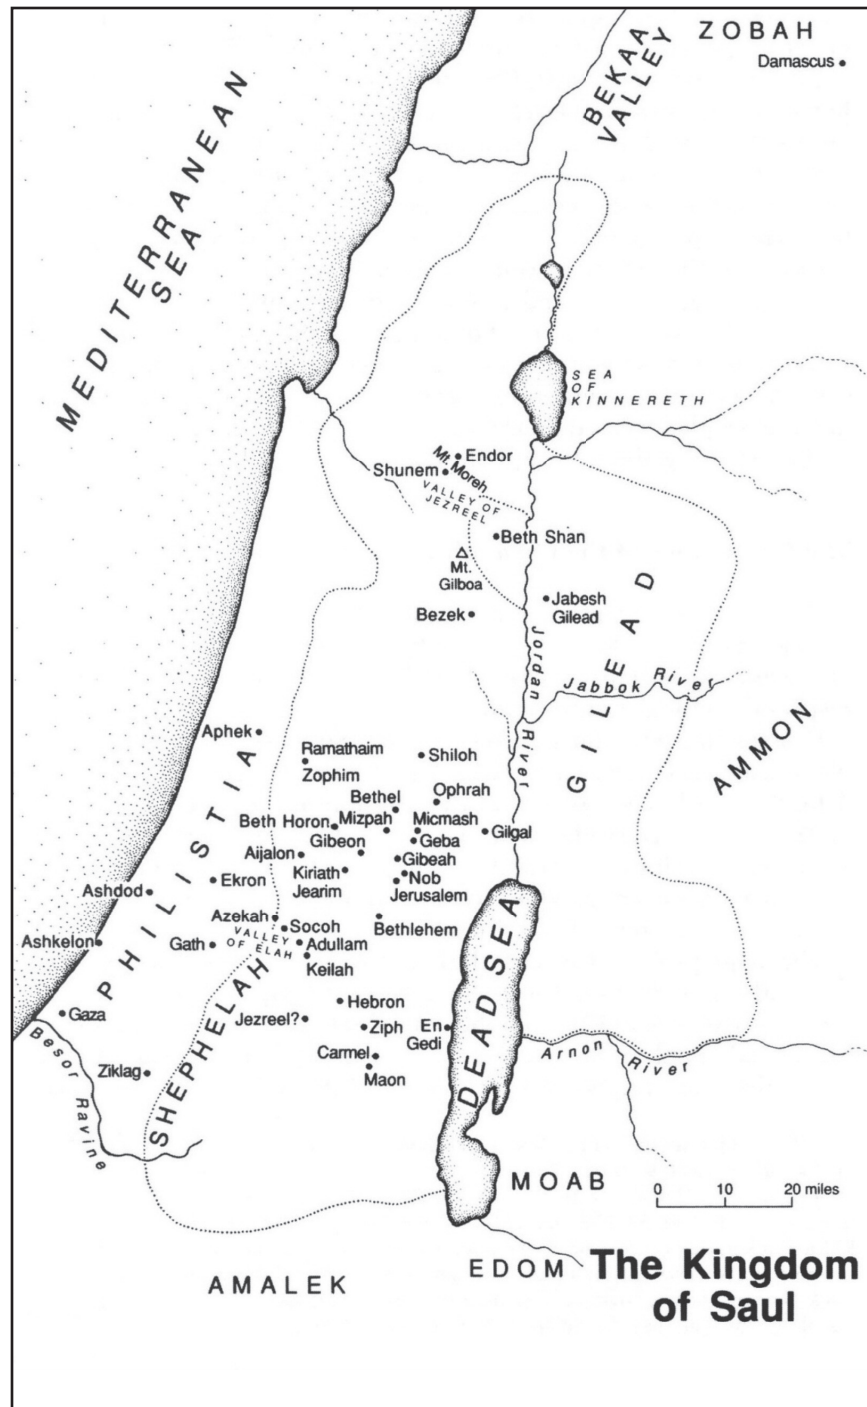 ZOBAH
Damascus
BEKAA
VALLEY
MEDITERRANEAN
SEA
SEA
OF
KINNERETH
Endor
Mt. Moreh
Shunem
VALLEY OF
JEZREEL
Beth Shan
Mt.
Gilboa
Jabesh
Gilead
Bezek
GILEAD
Jordan River
Jabbok River
AMMON
Aphek
Ramathaim
Zophim
Shiloh
PHILISTIA
Ophrah
Bethel
Beth Horon
Mizpah
Micmash
Gilgal
Gibeon
Geba
Aijalon
Gibeah
Kiriath
Jearim
Nob
Jerusalem
Ekron
Ashdod
Azekah
Socoh
Bethlehem
VALLEY
OF ELAH
Adullam
Ashkelon
Gath
Keilah
SHEPHELAH
DEAD SEA
Hebron
Gaza
Jezreel?
Ziph
En
Gedi
Carmel
Maon
Arnon River
Besor Ravine
Ziklag
MOAB
0 10 20 miles
EDOM
AMALEK
The Kingdom
of Saul